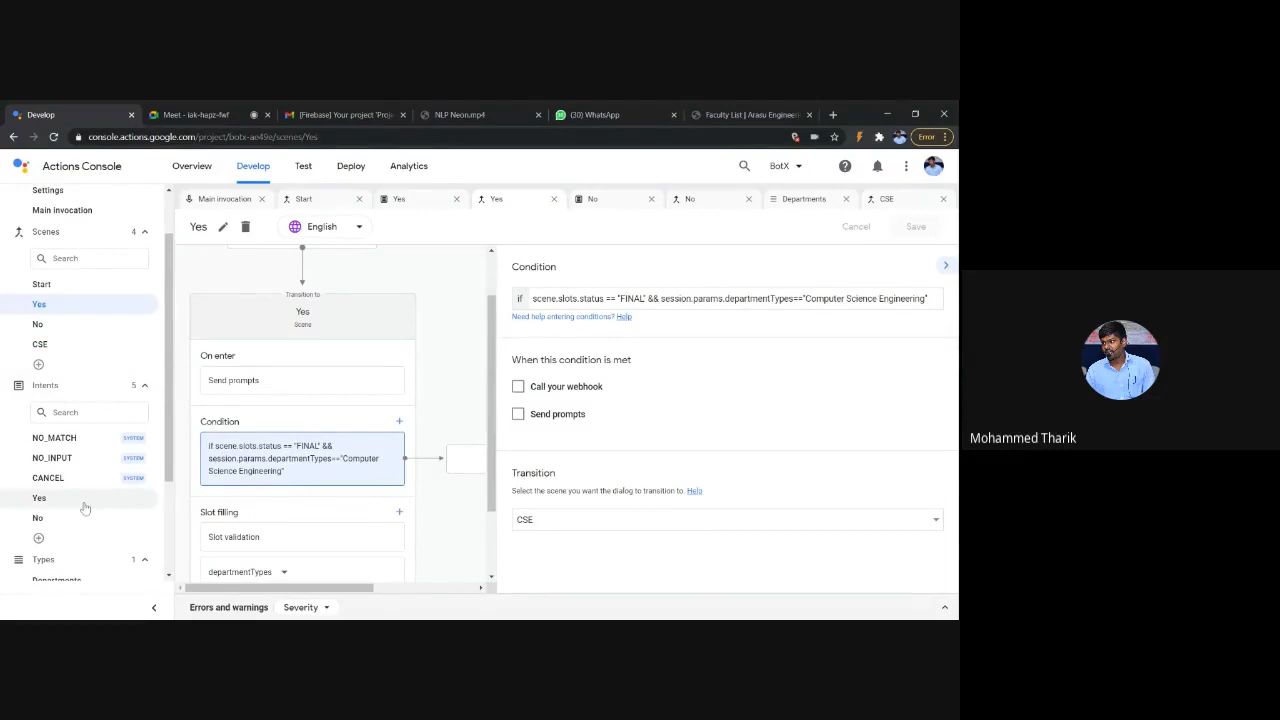 Develop
Meet - iak-hapz-fwf
[Firebase] Your project 'Proje
NLP Neon.mp4
(30) WhatsApp
Faculty List | Arasu Engineeri
console.actions.google.com/project/botx-ae49e/scenes/Yes
Error
Actions Console
Overview
Develop
Test
Deploy
Analytics
BotX
Settings
Main invocation
Scenes 4
Search
Start
Yes
No
CSE
Intents 5
Search
NO_MATCH SYSTEM
NO_INPUT SYSTEM
CANCEL SYSTEM
Yes
No
Types 1
Departments
Main invocation
Start
Yes
Yes
No
No
Departments
CSE
Yes
English
Cancel
Save
Transition to
Yes
Scene
On enter
Send prompts
Condition
if scene.slots.status == "FINAL" &&
session.params.departmentTypes=="Computer
Science Engineering"
Slot filling
Slot validation
departmentTypes
Condition
if scene.slots.status == "FINAL" && session.params.departmentTypes=="Computer Science Engineering"
Need help entering conditions? Help
When this condition is met
Call your webhook
Send prompts
Transition
Select the scene you want the dialog to transition to. Help
CSE
Errors and warnings
Severity
Mohammed Tharik